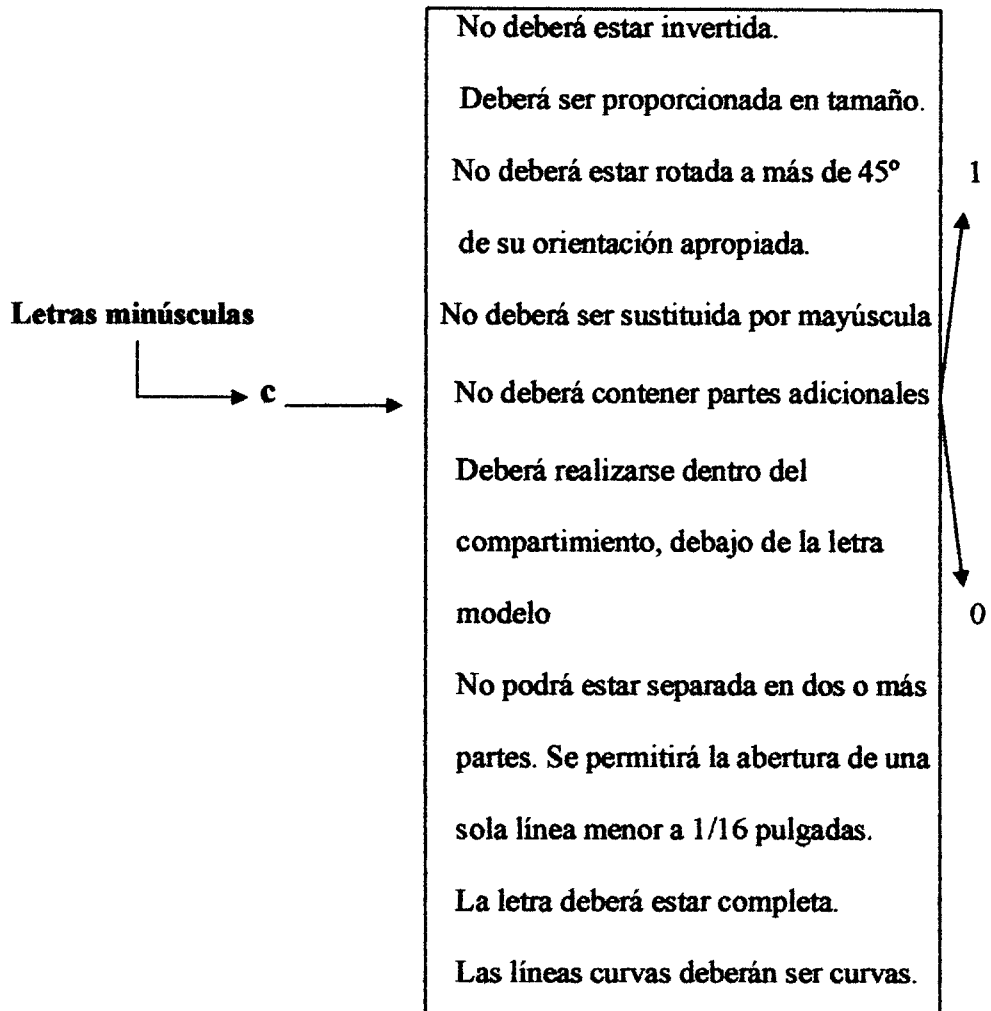 No deberá estar invertida.
Deberá ser proporcionada en tamaño.
No deberá estar rotada a más de 45º
1
de su orientación apropiada.
Letras minúsculas
No deberá ser sustituida por mayúscula
c
No deberá contener partes adicionales
Deberá realizarse dentro del
compartimiento, debajo de la letra
modelo
0
No podrá estar separada en dos o más
partes. Se permitirá la abertura de una
sola línea menor a 1/16 pulgadas.
La letra deberá estar completa.
Las líneas curvas deberán ser curvas.